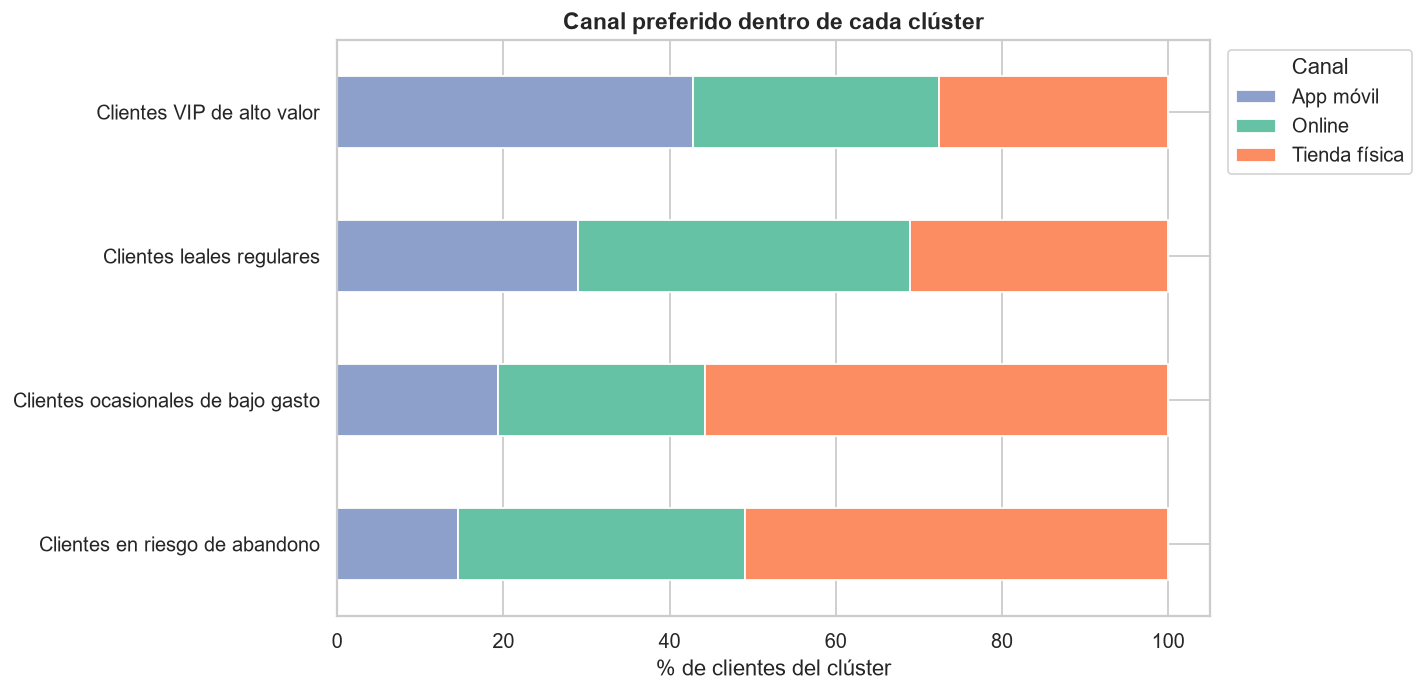 Canal preferido dentro de cada clúster
Canal
App móvil
Online
Tienda física
Clientes VIP de alto valor
Clientes leales regulares
Clientes ocasionales de bajo gasto
Clientes en riesgo de abandono
0 20 40 60 80 100
% de clientes del clúster